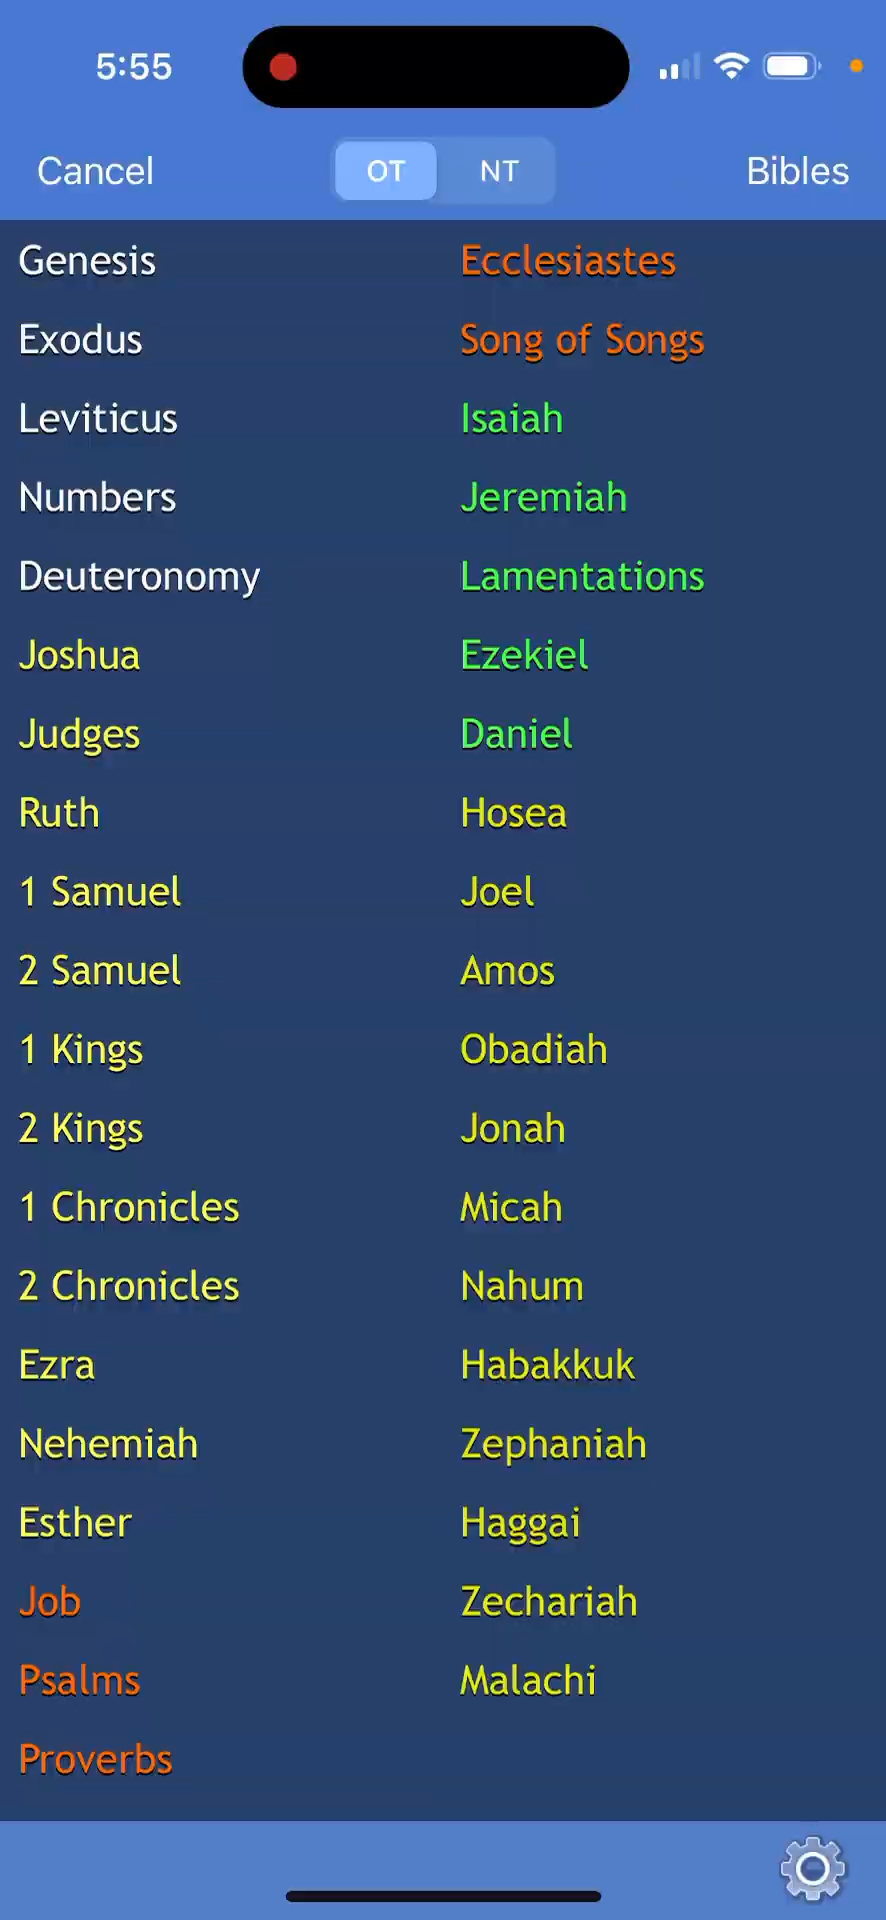 5:55
Cancel
OT
NT
Bibles
Genesis
Exodus
Leviticus
Numbers
Deuteronomy
Joshua
Judges
Ruth
1 Samuel
2 Samuel
1 Kings
2 Kings
1 Chronicles
2 Chronicles
Ezra
Nehemiah
Esther
Job
Psalms
Proverbs
Ecclesiastes
Song of Songs
Isaiah
Jeremiah
Lamentations
Ezekiel
Daniel
Hosea
Joel
Amos
Obadiah
Jonah
Micah
Nahum
Habakkuk
Zephaniah
Haggai
Zechariah
Malachi